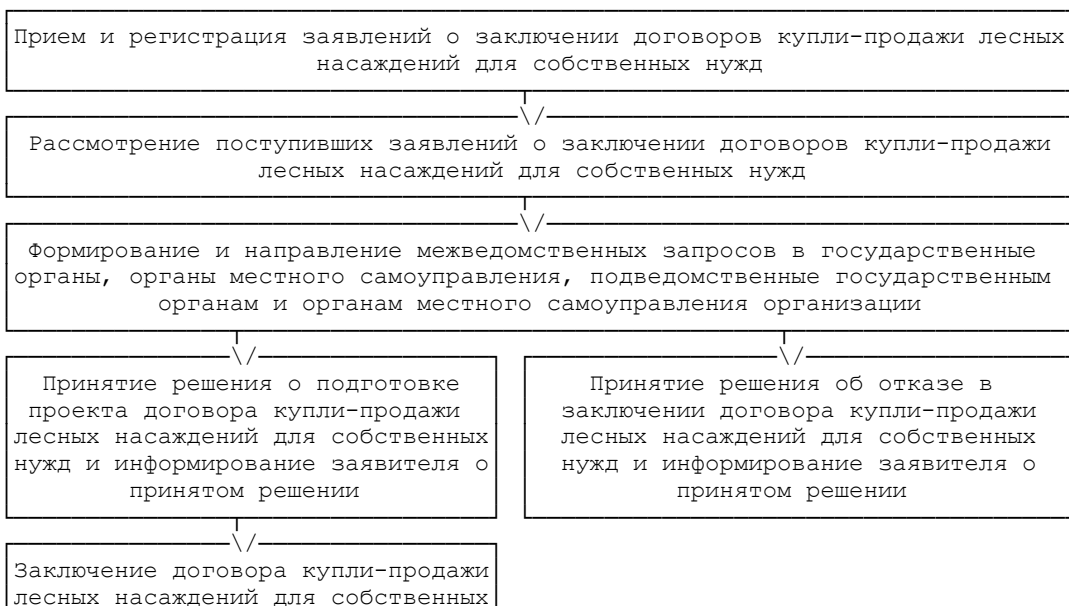 Прием и регистрация заявлений о заключении договоров купли-продажи лесных
насаждений для собственных нужд
Рассмотрение поступивших заявлений о заключении договоров купли-продажи
лесных насаждений для собственных нужд
Формирование и направление межведомственных запросов в государственные
органы, органы местного самоуправления, подведомственные государственным
органам и органам местного самоуправления организации
Принятие решения о подготовке
проекта договора купли-продажи
лесных насаждений для собственных
нужд и информирование заявителя о
принятом решении
Принятие решения об отказе в
заключении договора купли-продажи
лесных насаждений для собственных
нужд и информирование заявителя о
принятом решении
Заключение договора купли-продажи
лесных насаждений для собственных